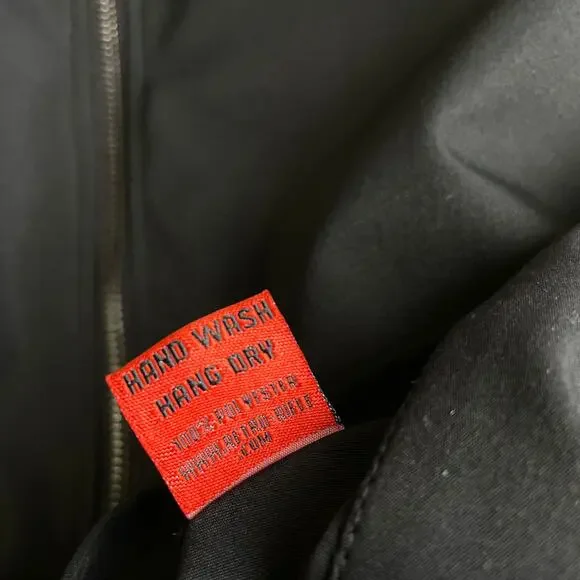 HAND WASH
HANG DRY
100% POLYESTER
.COM